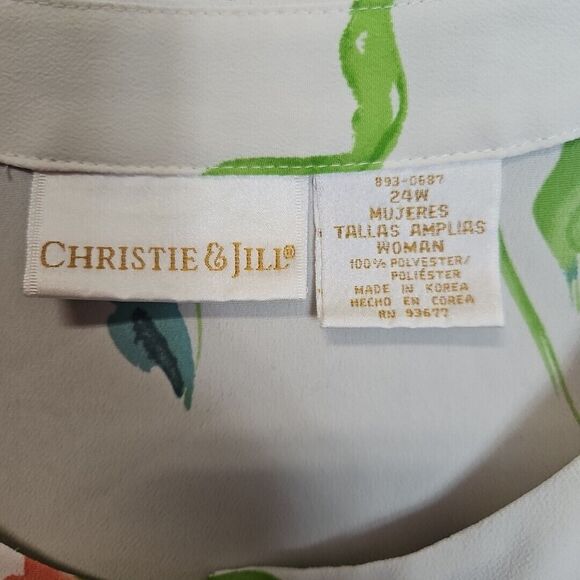 CHRISTIE & JILL®
893-0687
24W
MUJERES
TALLAS AMPLIAS
WOMAN
100% POLYESTER/
POLIÉSTER
MADE IN KOREA
HECHO EN COREA
RN 93677